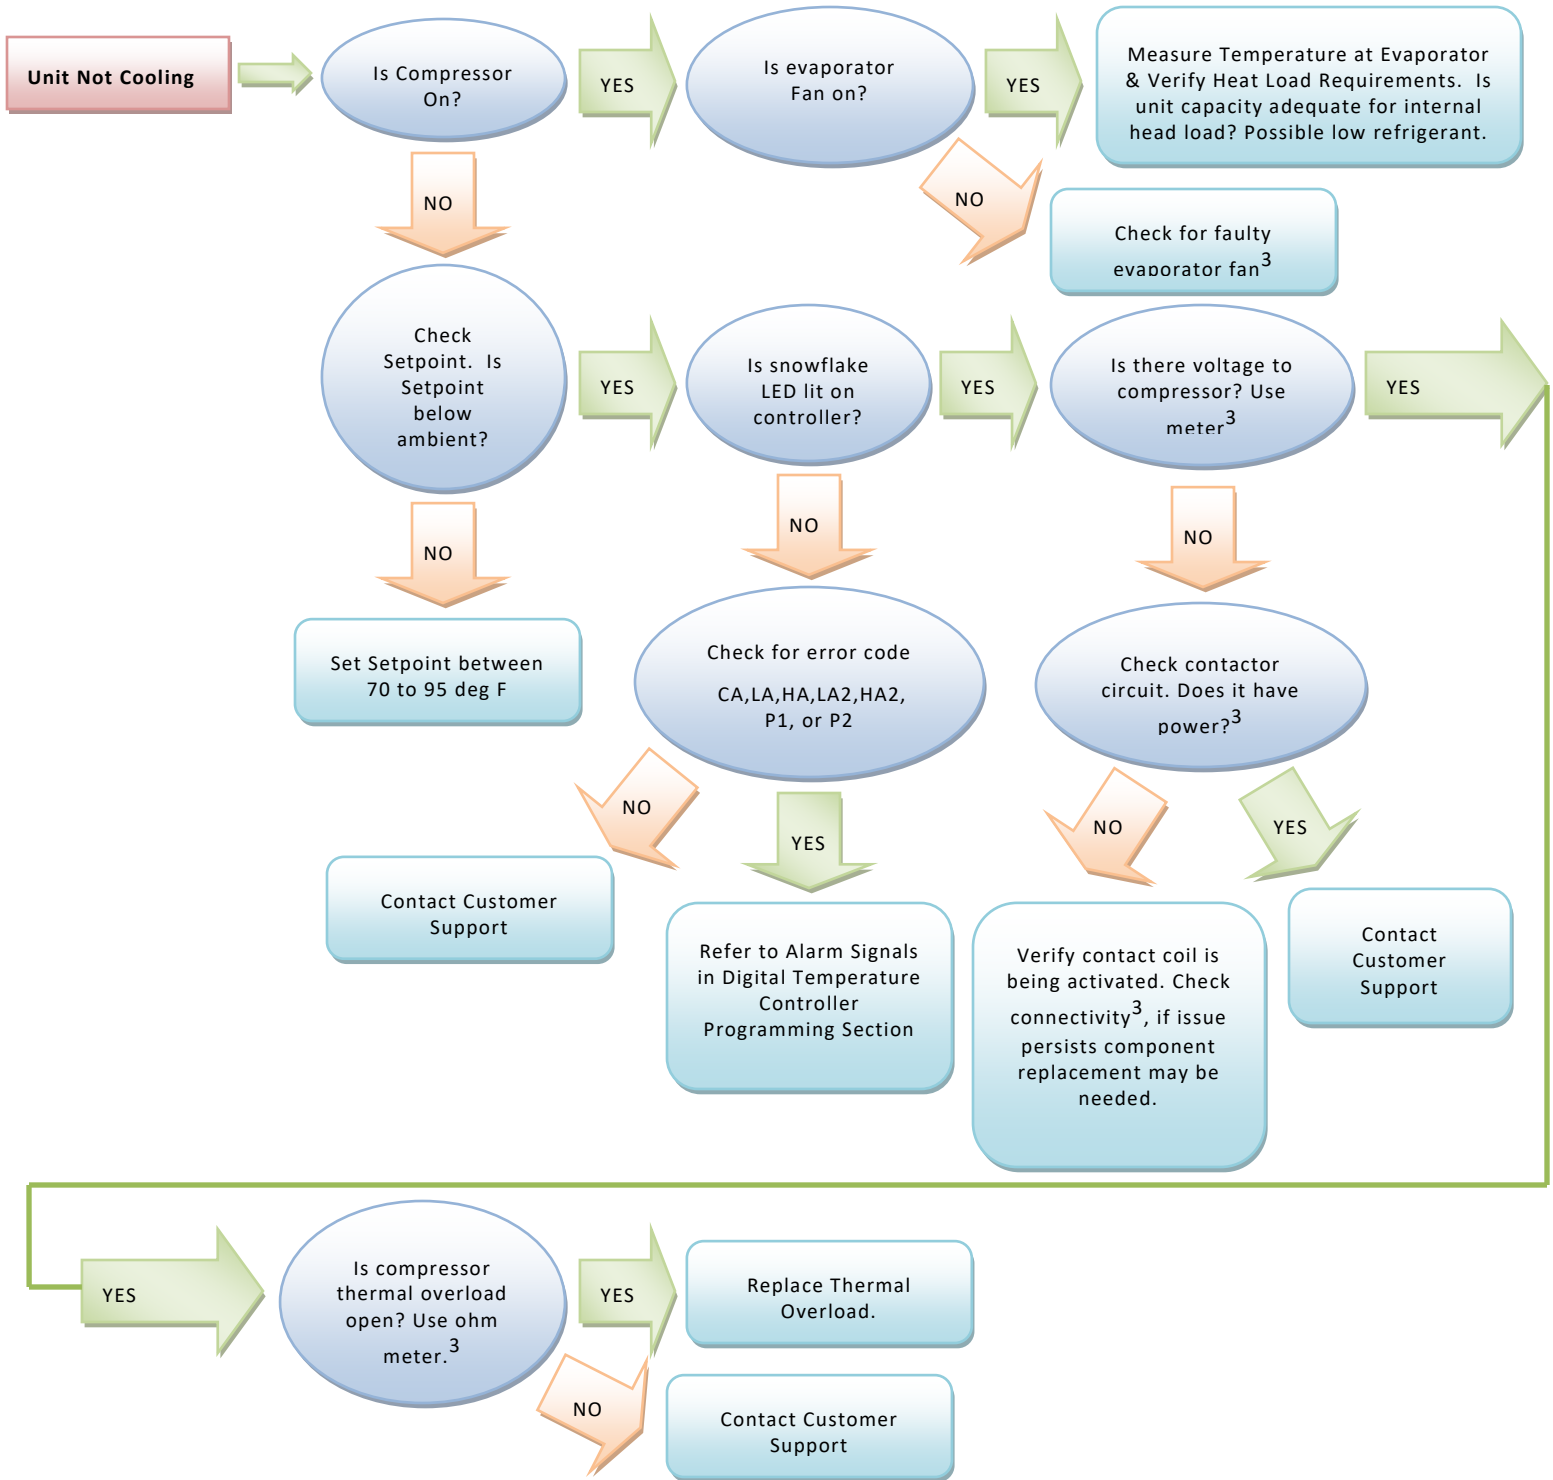 Unit Not Cooling
Is Compressor
On?
YES
Is evaporator
Fan on?
YES
Measure Temperature at Evaporator
& Verify Heat Load Requirements.  Is
unit capacity adequate for internal
head load? Possible low refrigerant.
NO
NO
Check for faulty
evaporator fan3
Check
Setpoint.  Is
Setpoint
below
ambient?
YES
Is snowflake
LED lit on
controller?
YES
Is there voltage to
compressor? Use
meter3
YES
NO
NO
NO
Set Setpoint between
70 to 95 deg F
Check for error code
CA,LA,HA,LA2,HA2,
P1, or P2
Check contactor
circuit. Does it have
power?3
NO
YES
NO
YES
Contact Customer
Support
Refer to Alarm Signals
in Digital Temperature
Controller
Programming Section
Verify contact coil is
being activated. Check
connectivity3, if issue
persists component
replacement may be
needed.
Contact
Customer
Support
YES
Is compressor
thermal overload
open? Use ohm
meter.3
YES
Replace Thermal
Overload.
NO
Contact Customer
Support